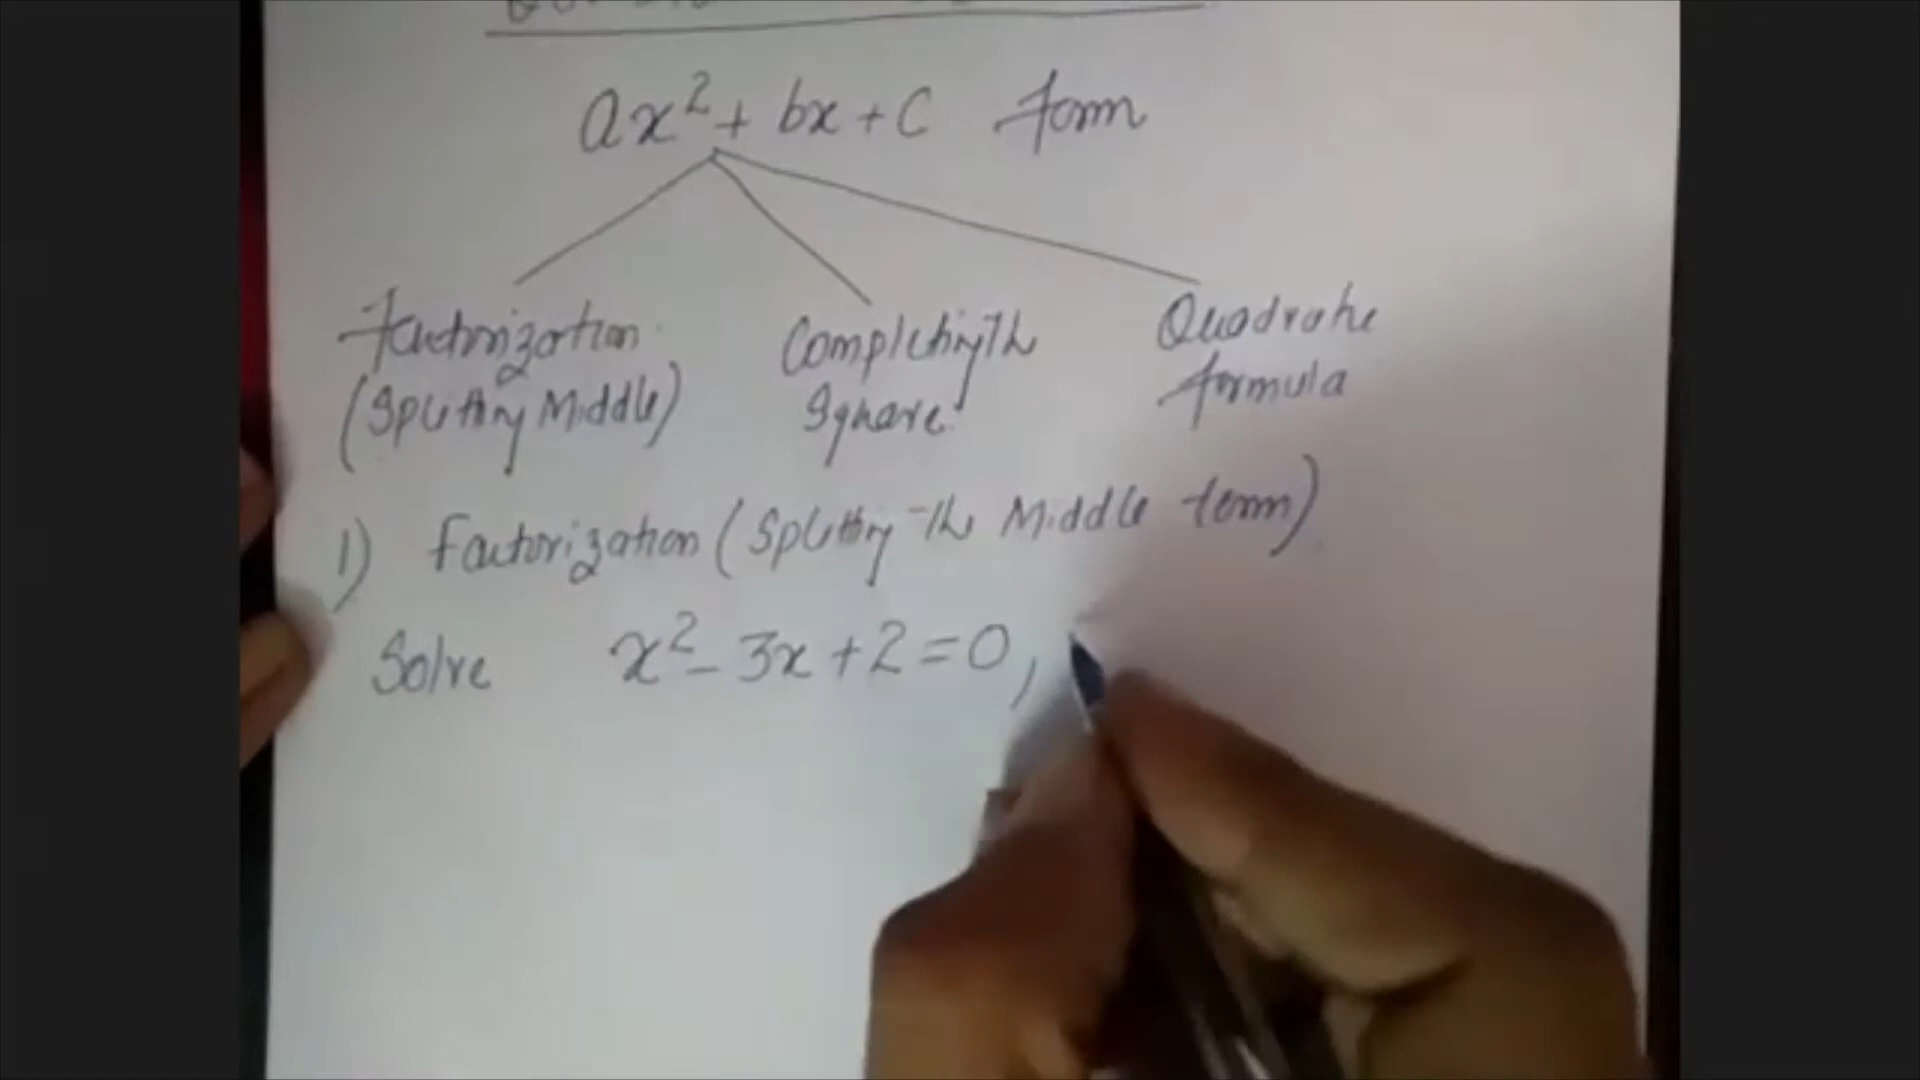 ax² + bx + C form
Factorization Completing The Quadratic
(Splitting Middle) Square formula
1) Factorization (Splitting The Middle term)
Solve x² - 3x + 2 = 0,